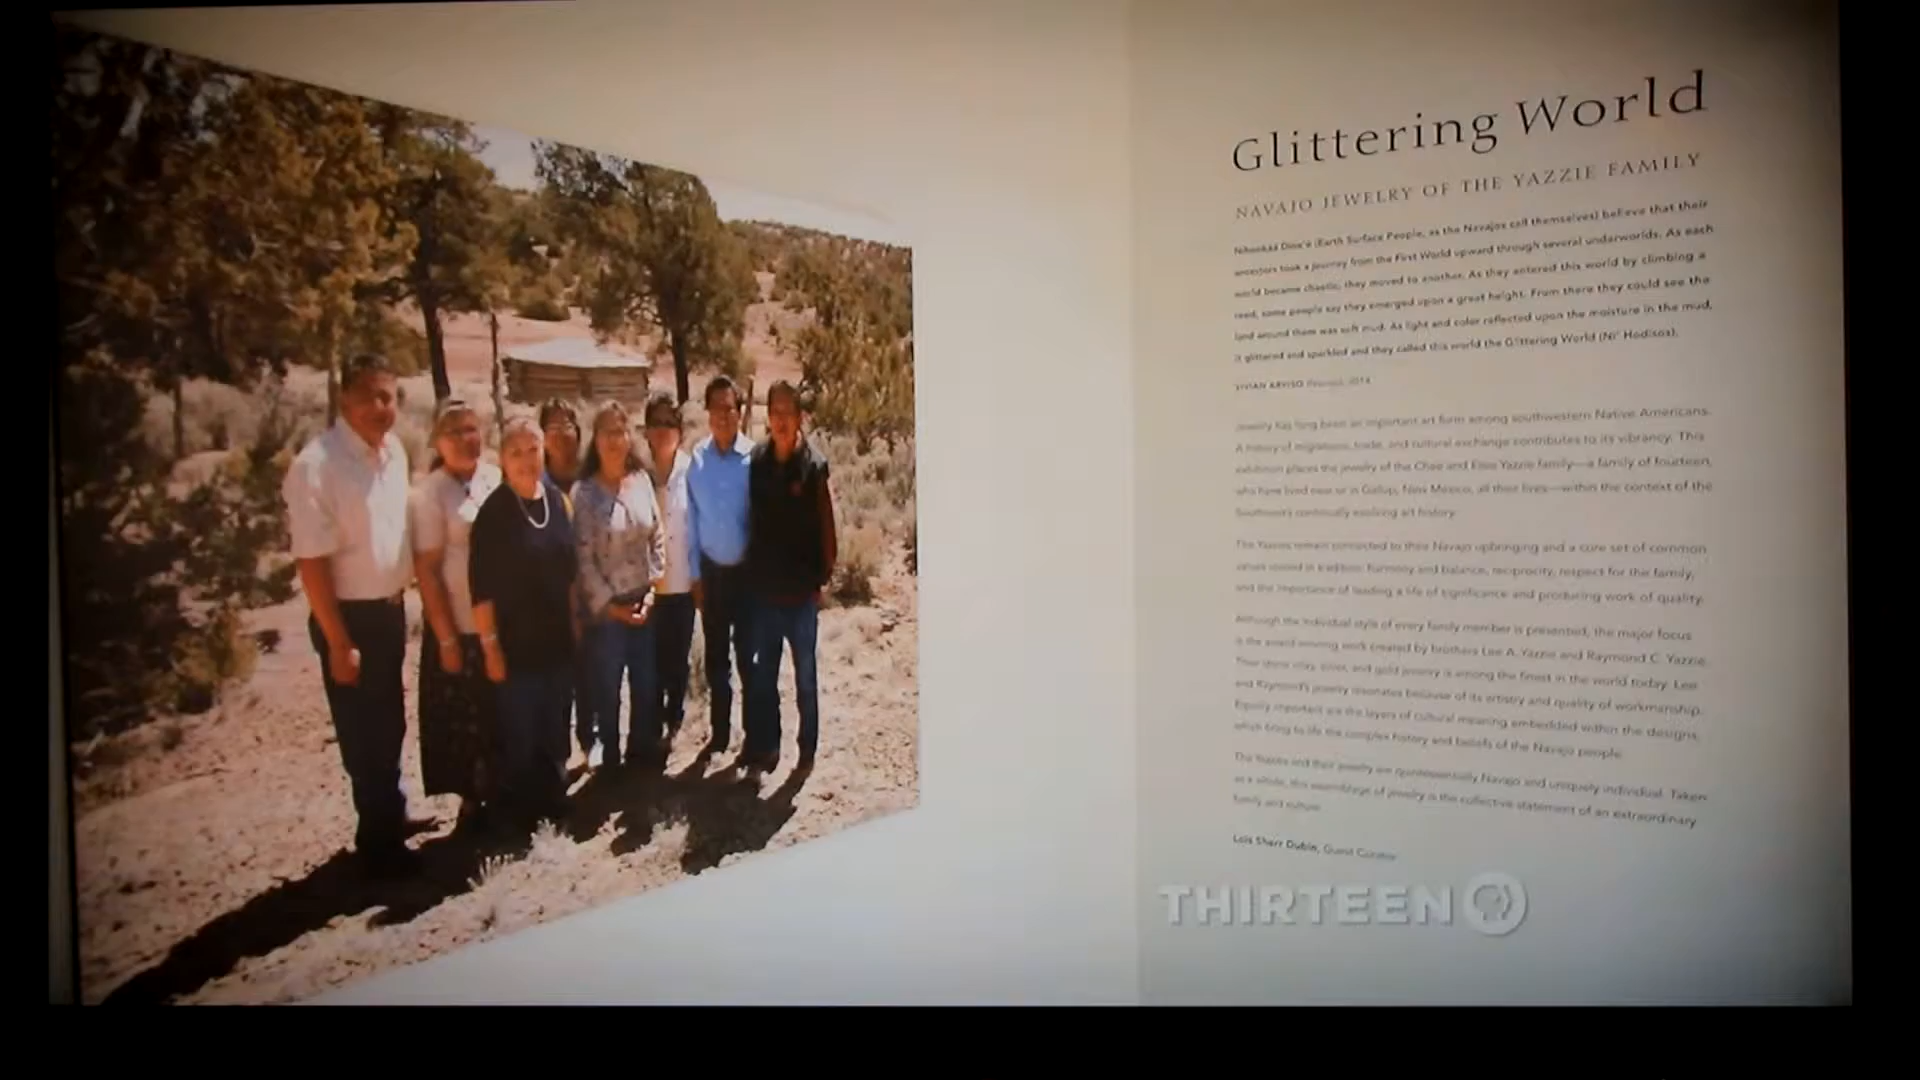 Glittering World
NAVAJO JEWELRY OF THE YAZZIE FAMILY
Nihookáá Dine'é (Earth Surface People, as the Navajos call themselves) believe that their
ancestors took a journey from the First World upward through several underworlds. As each
world became chaotic, they moved to another. As they entered this world by climbing a
reed, some people say they emerged upon a great height. From there they could see the
land around them was soft mud. As light and color reflected upon the moisture in the mud,
it glittered and sparkled and they called this world the Glittering World (Ni' Hodisos).
VIVIAN ARVISO 2014
Jewelry has long been an important art form among southwestern Native Americans.
A history of migrations, trade, and cultural exchange contributes to its vibrancy. This
exhibition places the jewelry of the Chee and Elsie Yazzie family—a family of fourteen,
who have lived near or in Gallup, New Mexico, all their lives—within the context of the
Southwest's continually evolving art history.
The Yazzies remain connected to their Navajo upbringing and a core set of common
values rooted in tradition: harmony and balance, reciprocity, respect for the family,
and the importance of leading a life of significance and producing work of quality.
Although the individual style of every family member is presented, the major focus
is the award-winning work created by brothers Lee A. Yazzie and Raymond C. Yazzie.
Their stone inlay, silver, and gold jewelry is among the finest in the world today. Lee
and Raymond's jewelry resonates because of its artistry and quality of workmanship.
Equally important are the layers of cultural meaning embedded within the designs,
which bring to life the complex history and beliefs of the Navajo people.
The Yazzies and their jewelry are quintessentially Navajo and uniquely individual. Taken
as a whole, this assemblage of jewelry is the collective statement of an extraordinary
family and culture.
Lois Sherr Dubin, Guest Curator
THIRTEEN